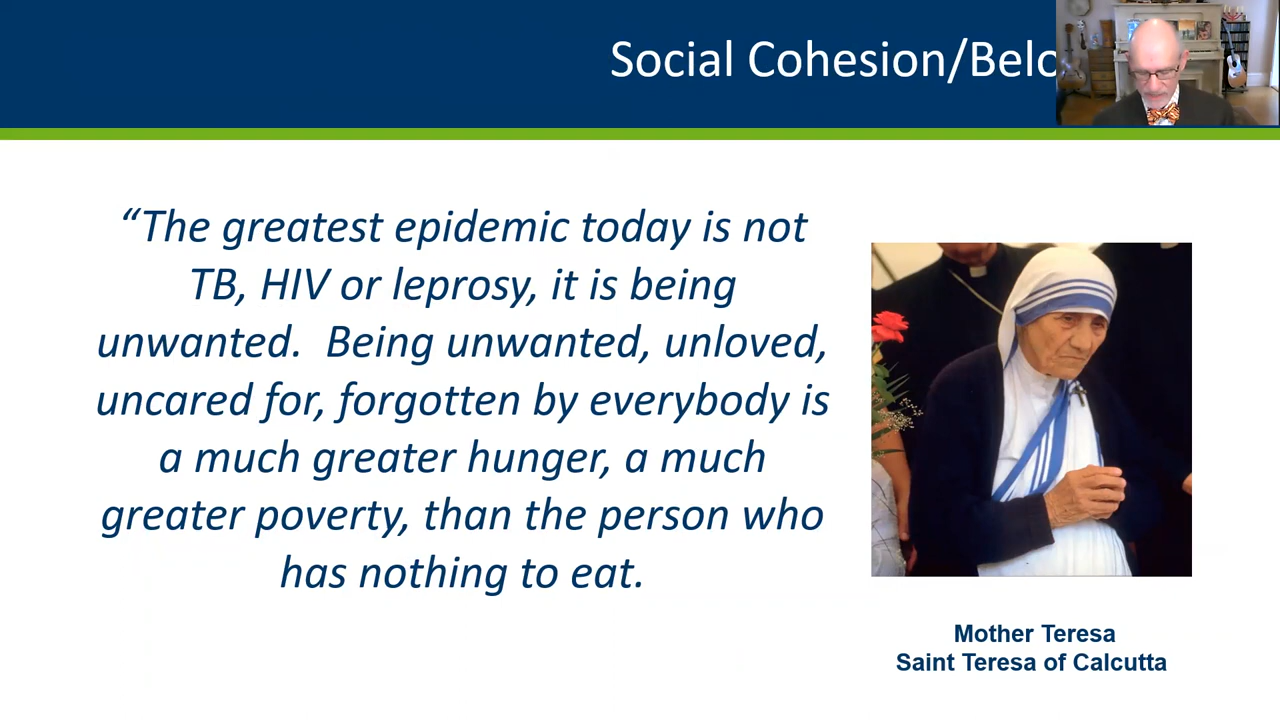 Social Cohesion/Belo
“The greatest epidemic today is not
TB, HIV or leprosy, it is being
unwanted.  Being unwanted, unloved,
uncared for, forgotten by everybody is
a much greater hunger, a much
greater poverty, than the person who
has nothing to eat.
Mother Teresa
Saint Teresa of Calcutta